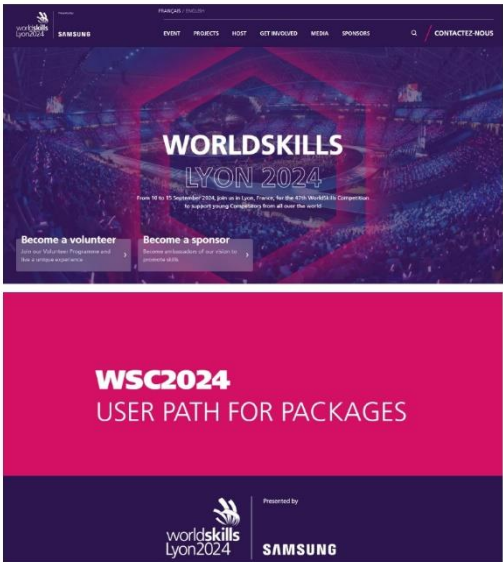 Presented by
FRANÇAIS / ENGLISH
worldskills
Lyon2024
SAMSUNG
EVENT PROJECTS HOST GET INVOLVED MEDIA SPONSORS
CONTACTEZ-NOUS
WORLDSKILLS
LYON 2024
From 10 to 15 September 2024, join us in Lyon, France, for the 47th WorldSkills Competition
to support young Competitors from all over the world
Become a volunteer
Join our Volunteer Programme and
live a unique experience
Become a sponsor
Become ambassadors of our vision to
promote skills
WSC2024
USER PATH FOR PACKAGES
Presented by
worldskills
Lyon2024
SAMSUNG